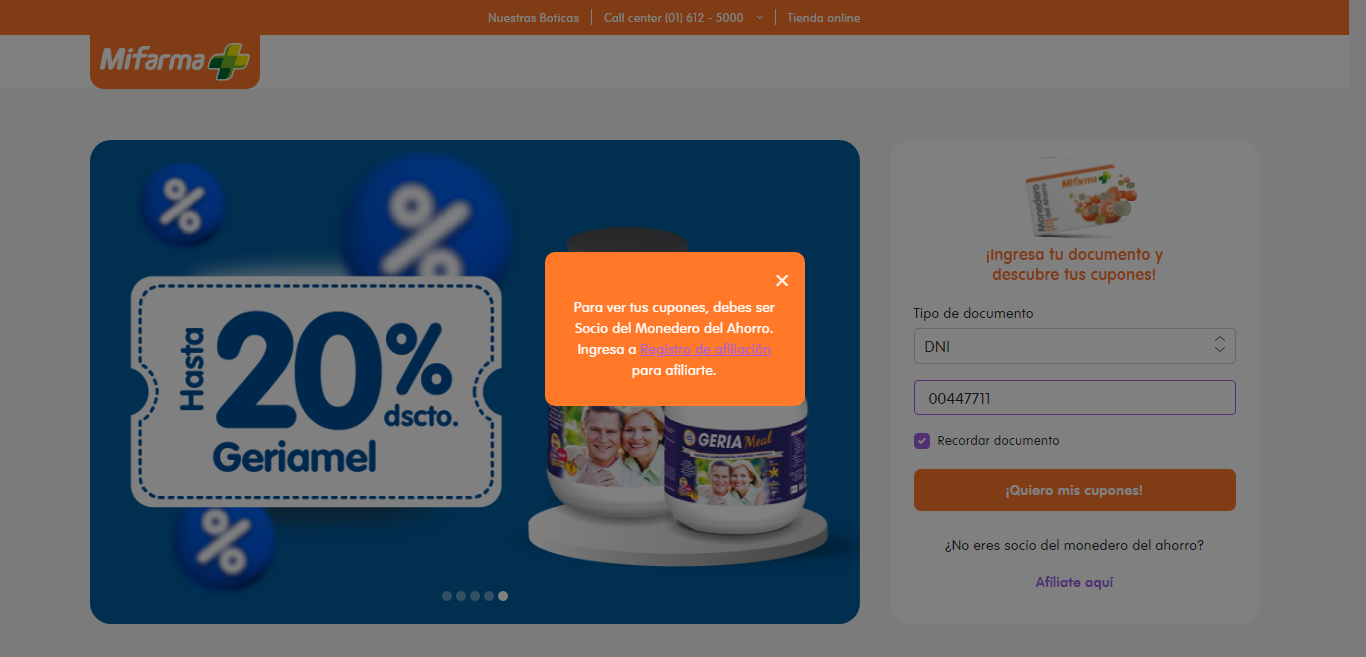 Nuestras Boticas
Call center (01) 612 - 5000
Tienda online
Mifarma
Hasta
20%
dscto.
Geriamel
GERIA Meal
Para ver tus cupones, debes ser
Socio del Monedero del Ahorro.
Ingresa a Registro de afiliación
para afiliarte.
Monedero
del Ahorro
Mifarma
¡Ingresa tu documento y
descubre tus cupones!
Tipo de documento
DNI
00447711
Recordar documento
¡Quiero mis cupones!
¿No eres socio del monedero del ahorro?
Afíliate aquí